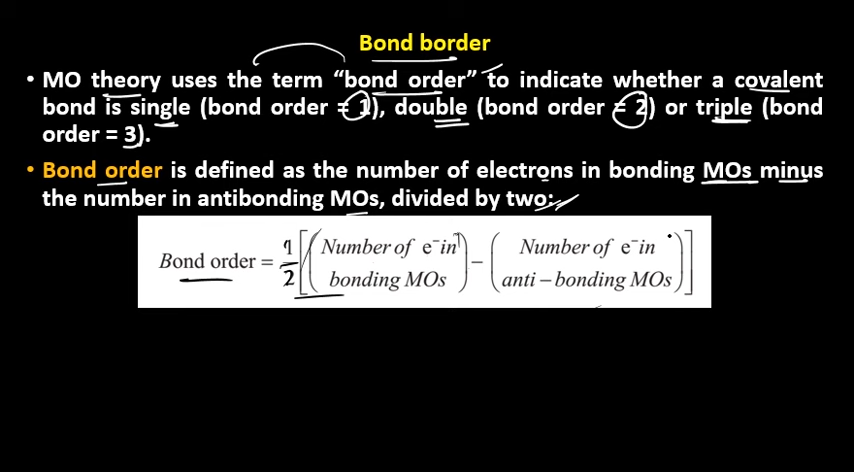 Bond border
• MO theory uses the term “bond order” to indicate whether a covalent
bond is single (bond order = 1), double (bond order = 2) or triple (bond
order = 3).
• Bond order is defined as the number of electrons in bonding MOs minus
the number in antibonding MOs, divided by two:
Bond order = 1/2 [(Number of e⁻ in bonding MOs) − (Number of e⁻ in anti – bonding MOs)]